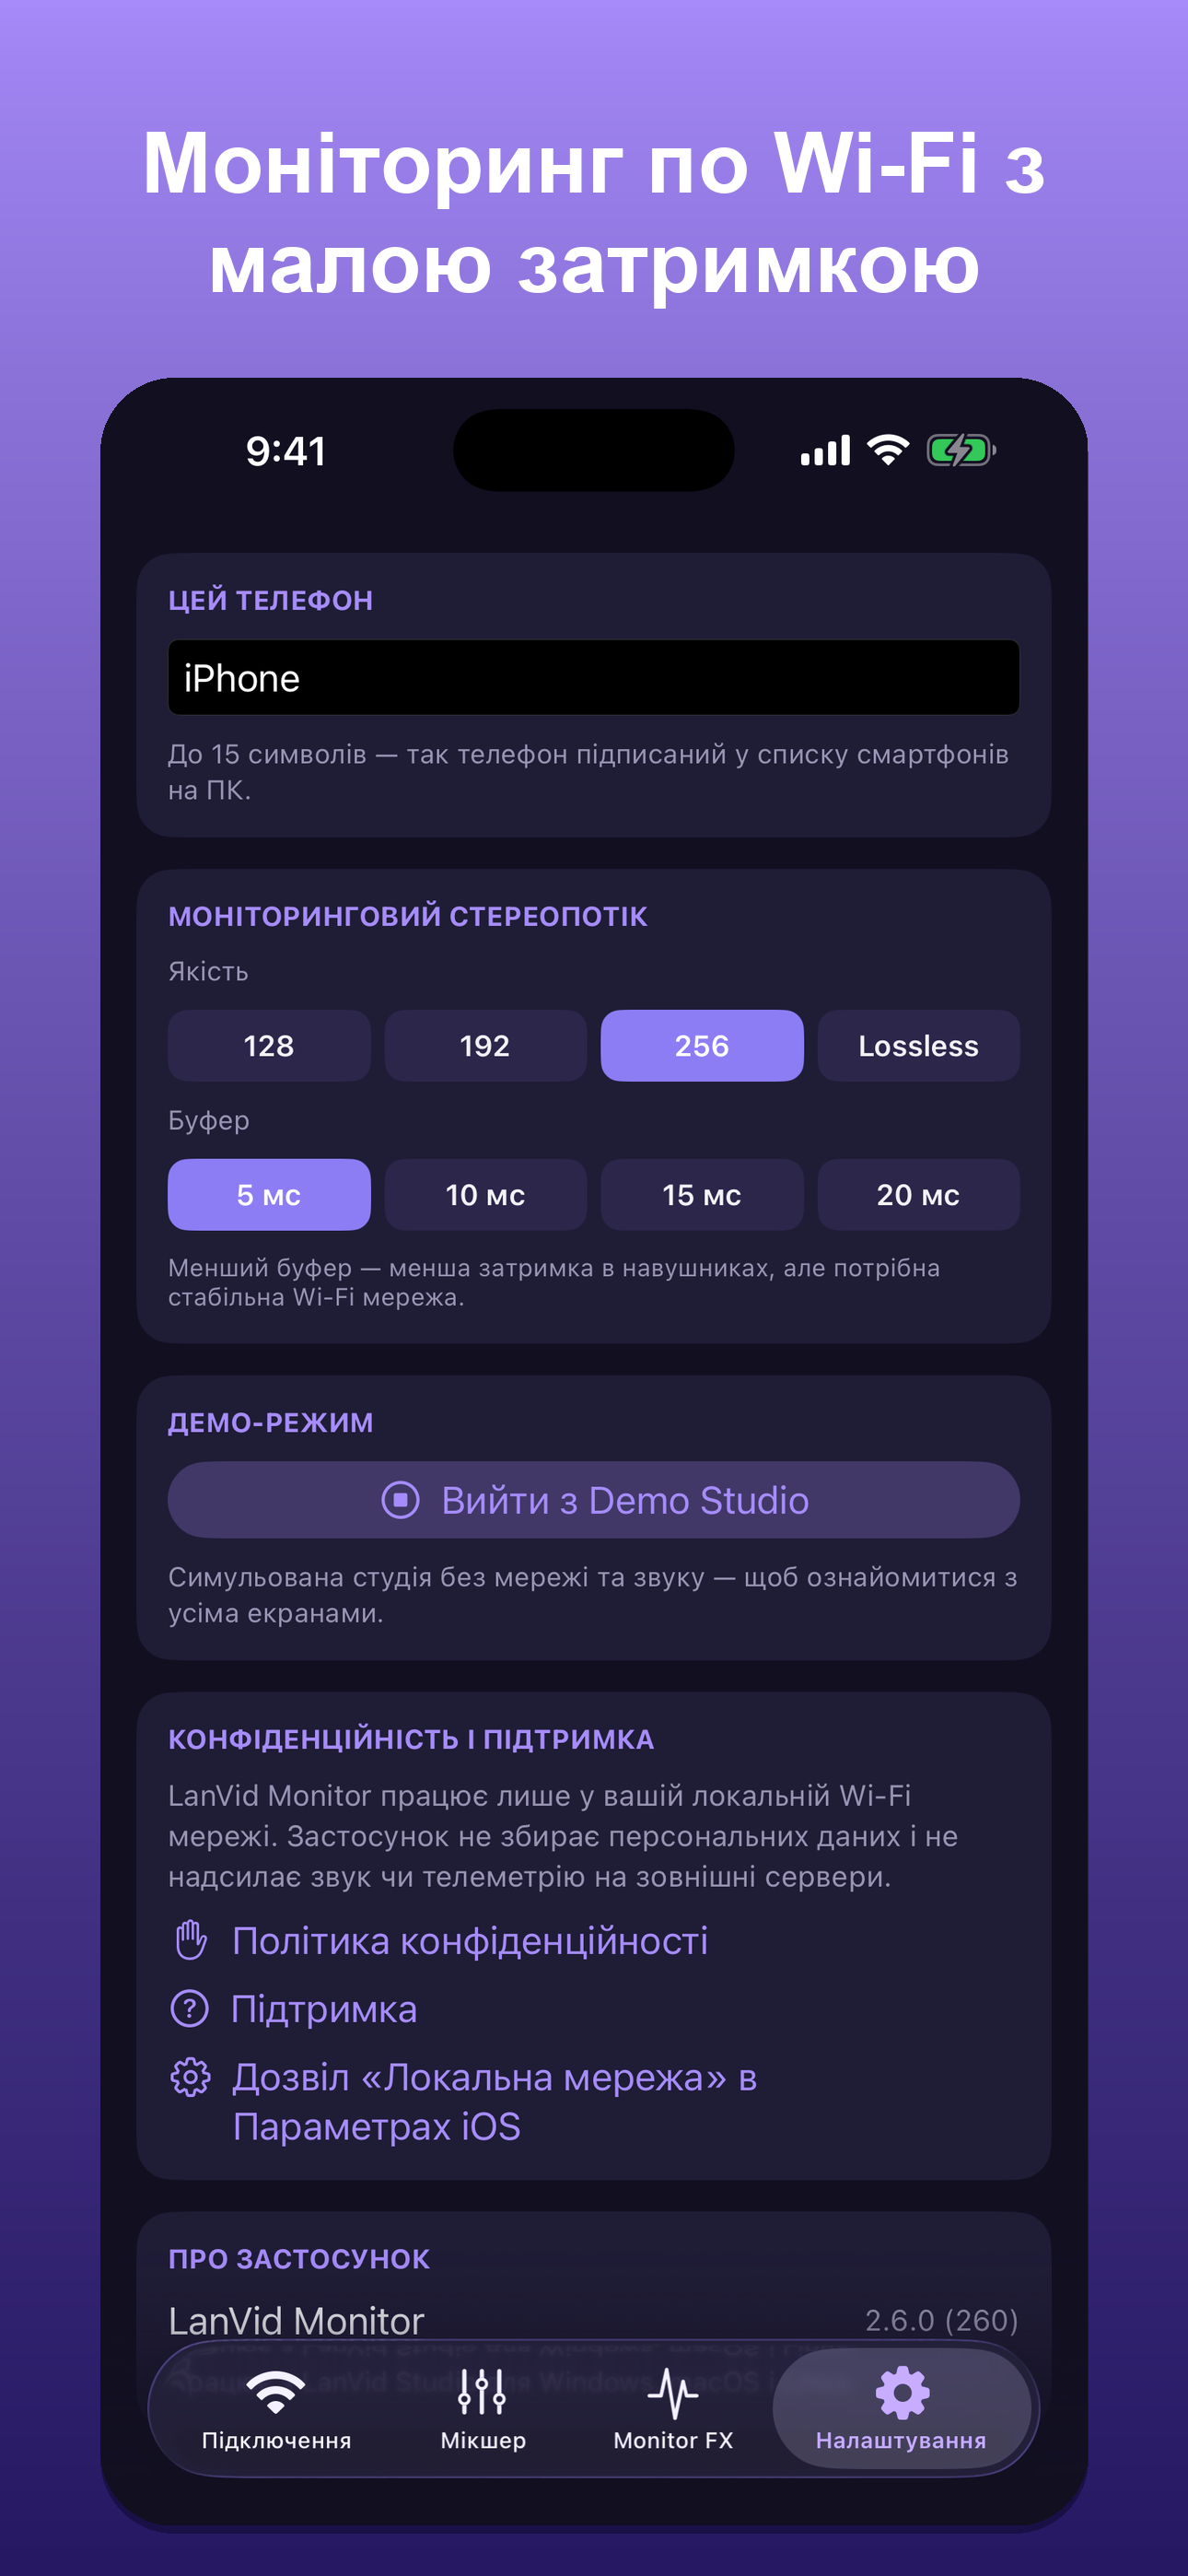 Моніторинг по Wi-Fi з
малою затримкою
9:41
ЦЕЙ ТЕЛЕФОН
iPhone
До 15 символів — так телефон підписаний у списку смартфонів
на ПК.
МОНІТОРИНГОВИЙ СТЕРЕОПОТІК
Якість
128 192 256 Lossless
Буфер
5 мс 10 мс 15 мс 20 мс
Менший буфер — менша затримка в навушниках, але потрібна
стабільна Wi-Fi мережа.
ДЕМО-РЕЖИМ
Вийти з Demo Studio
Симульована студія без мережі та звуку — щоб ознайомитися з
усіма екранами.
КОНФІДЕНЦІЙНІСТЬ І ПІДТРИМКА
LanVid Monitor працює лише у вашій локальній Wi-Fi
мережі. Застосунок не збирає персональних даних і не
надсилає звук чи телеметрію на зовнішні сервери.
Політика конфіденційності
Підтримка
Дозвіл «Локальна мережа» в
Параметрах iOS
ПРО ЗАСТОСУНОК
LanVid Monitor 2.6.0 (260)
Підключення Мікшер Monitor FX Налаштування